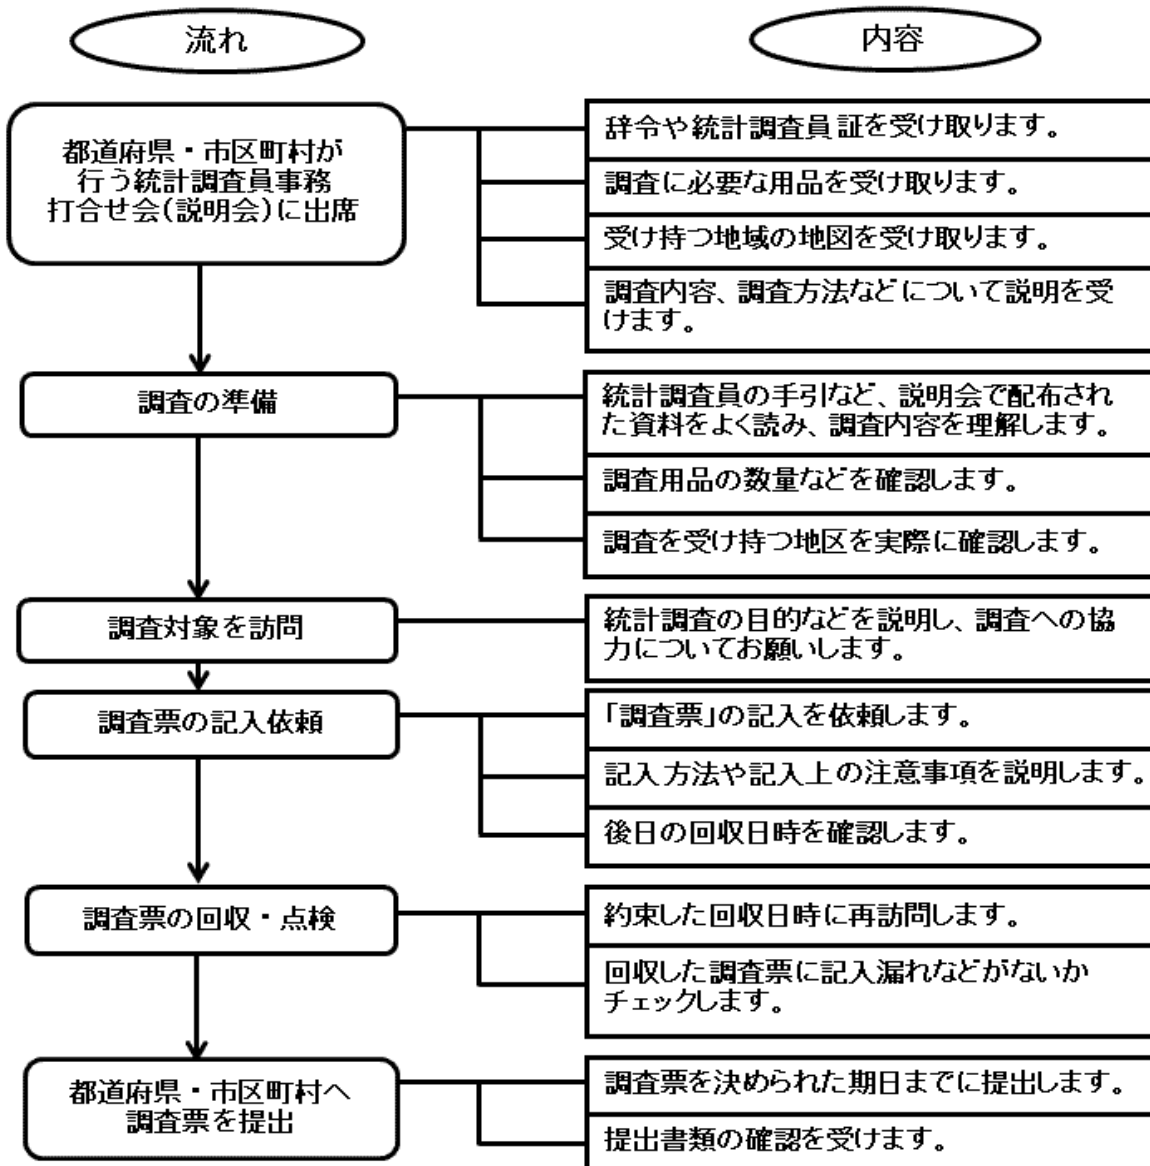 流れ
内容
都道府県・市区町村が
行う統計調査員事務
打合せ会(説明会)に出席
辞令や統計調査員証を受け取ります。
調査に必要な用品を受け取ります。
受け持つ地域の地図を受け取ります。
調査内容、調査方法などについて説明を受
けます。
調査の準備
統計調査員の手引など、説明会で配布され
た資料をよく読み、調査内容を理解します。
調査用品の数量などを確認します。
調査を受け持つ地区を実際に確認します。
調査対象を訪問
統計調査の目的などを説明し、調査への協
力についてお願いします。
調査票の記入依頼
「調査票」の記入を依頼します。
記入方法や記入上の注意事項を説明します。
後日の回収日時を確認します。
調査票の回収・点検
約束した回収日時に再訪問します。
回収した調査票に記入漏れなどがないか
チェックします。
都道府県・市区町村へ
調査票を提出
調査票を決められた期日までに提出します。
提出書類の確認を受けます。